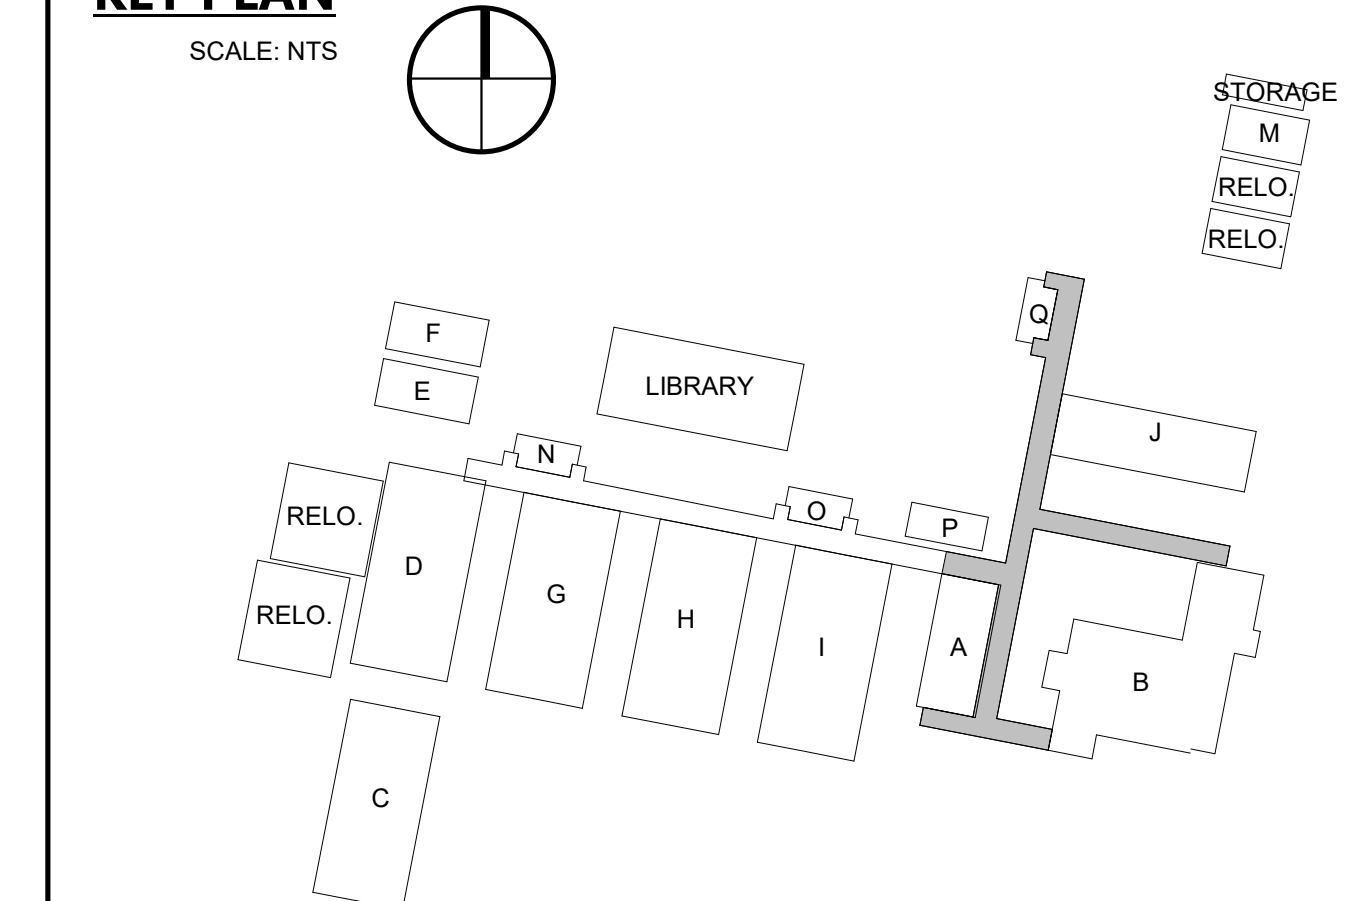 KEY PLAN
SCALE: NTS
STORAGE
M
RELO.
RELO.
Q
F
LIBRARY
E
J
N
O
RELO.
P
D
G
RELO.
H
I
A
B
C